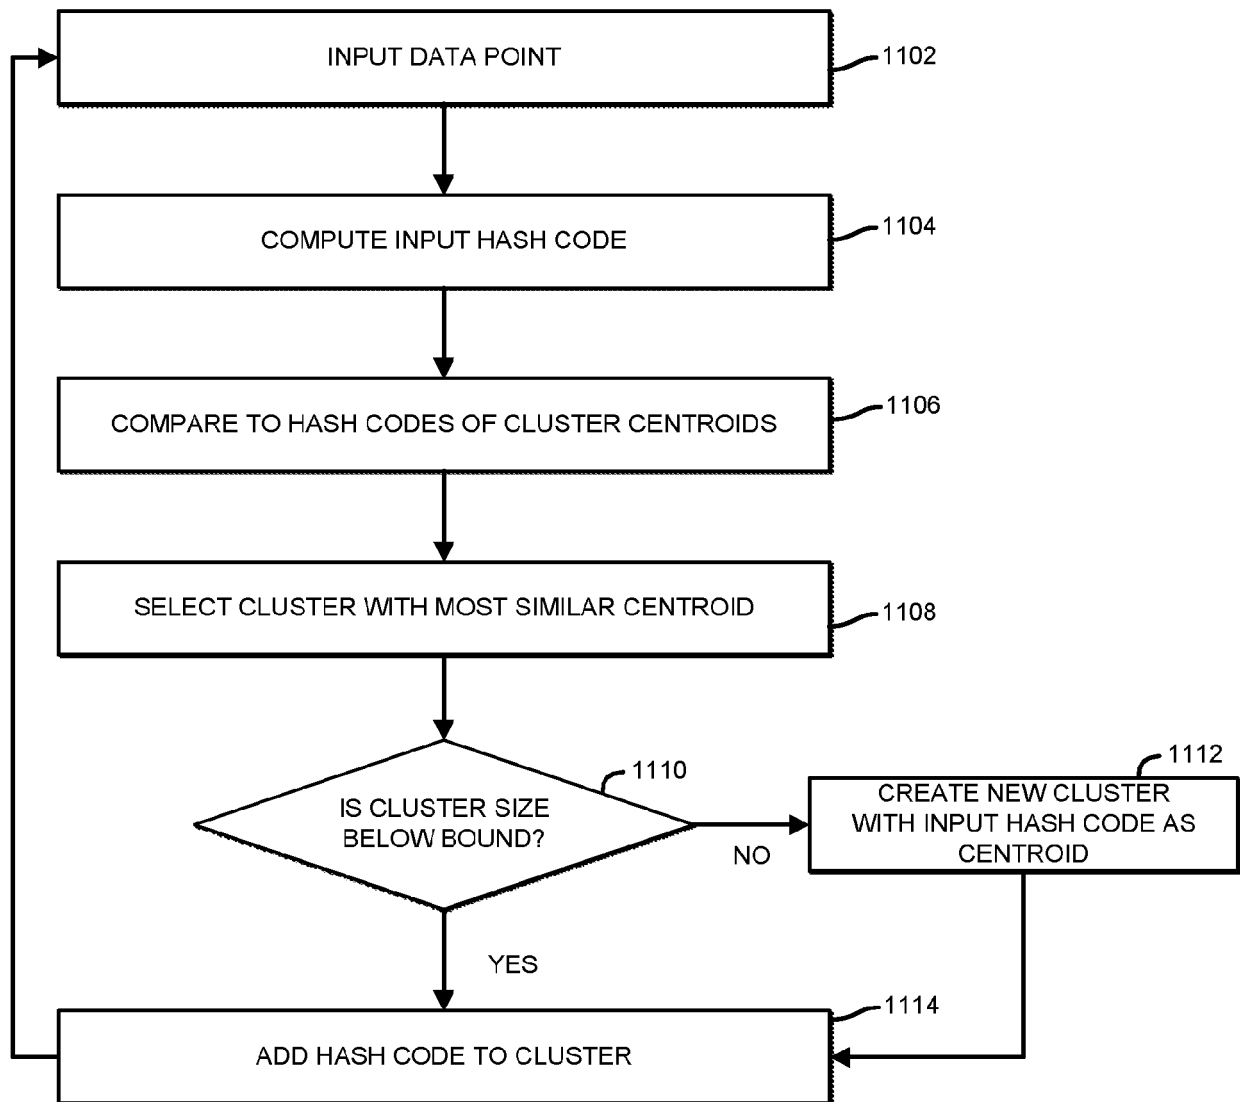 INPUT DATA POINT
1102
COMPUTE INPUT HASH CODE
1104
COMPARE TO HASH CODES OF CLUSTER CENTROIDS
1106
SELECT CLUSTER WITH MOST SIMILAR CENTROID
1108
IS CLUSTER SIZE
BELOW BOUND?
1110
NO
1112
CREATE NEW CLUSTER
WITH INPUT HASH CODE AS
CENTROID
YES
1114
ADD HASH CODE TO CLUSTER